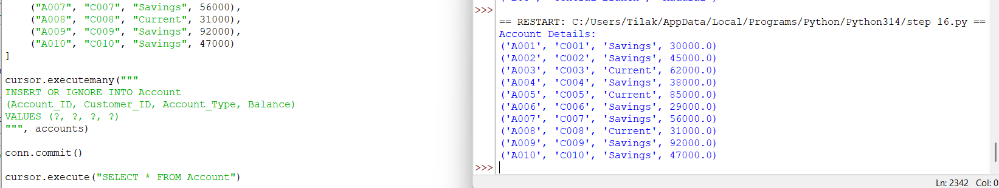 ("A007", "C007", "Savings", 56000),
("A008", "C008", "Current", 31000),
("A009", "C009", "Savings", 92000),
("A010", "C010", "Savings", 47000)
]
cursor.executemany("""
INSERT OR IGNORE INTO Account
(Account_ID, Customer_ID, Account_Type, Balance)
VALUES (?, ?, ?, ?)
""", accounts)
conn.commit()
cursor.execute("SELECT * FROM Account")
>>>
== RESTART: C:/Users/Tilak/AppData/Local/Programs/Python/Python314/step 16.py ==
Account Details:
('A001', 'C001', 'Savings', 30000.0)
('A002', 'C002', 'Savings', 45000.0)
('A003', 'C003', 'Current', 62000.0)
('A004', 'C004', 'Savings', 38000.0)
('A005', 'C005', 'Current', 85000.0)
('A006', 'C006', 'Savings', 29000.0)
('A007', 'C007', 'Savings', 56000.0)
('A008', 'C008', 'Current', 31000.0)
('A009', 'C009', 'Savings', 92000.0)
('A010', 'C010', 'Savings', 47000.0)
>>>
Ln: 2342 Col: 0